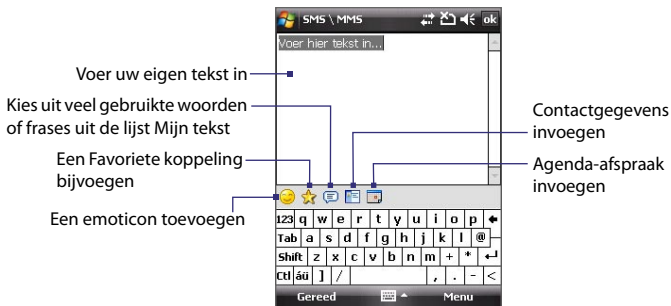 SMS \ MMS
ok
Voer hier tekst in...
Voer uw eigen tekst in
Kies uit veel gebruikte woorden
of frases uit de lijst Mijn tekst
Een Favoriete koppeling
bijvoegen
Een emoticon toevoegen
Contactgegevens
invoegen
Agenda-afspraak
invoegen
123 q w e r t y u i o p
Tab a s d f g h j k l @
Shift z x c v b n m + *
Ctl áü ] / , . - <
Gereed Menu